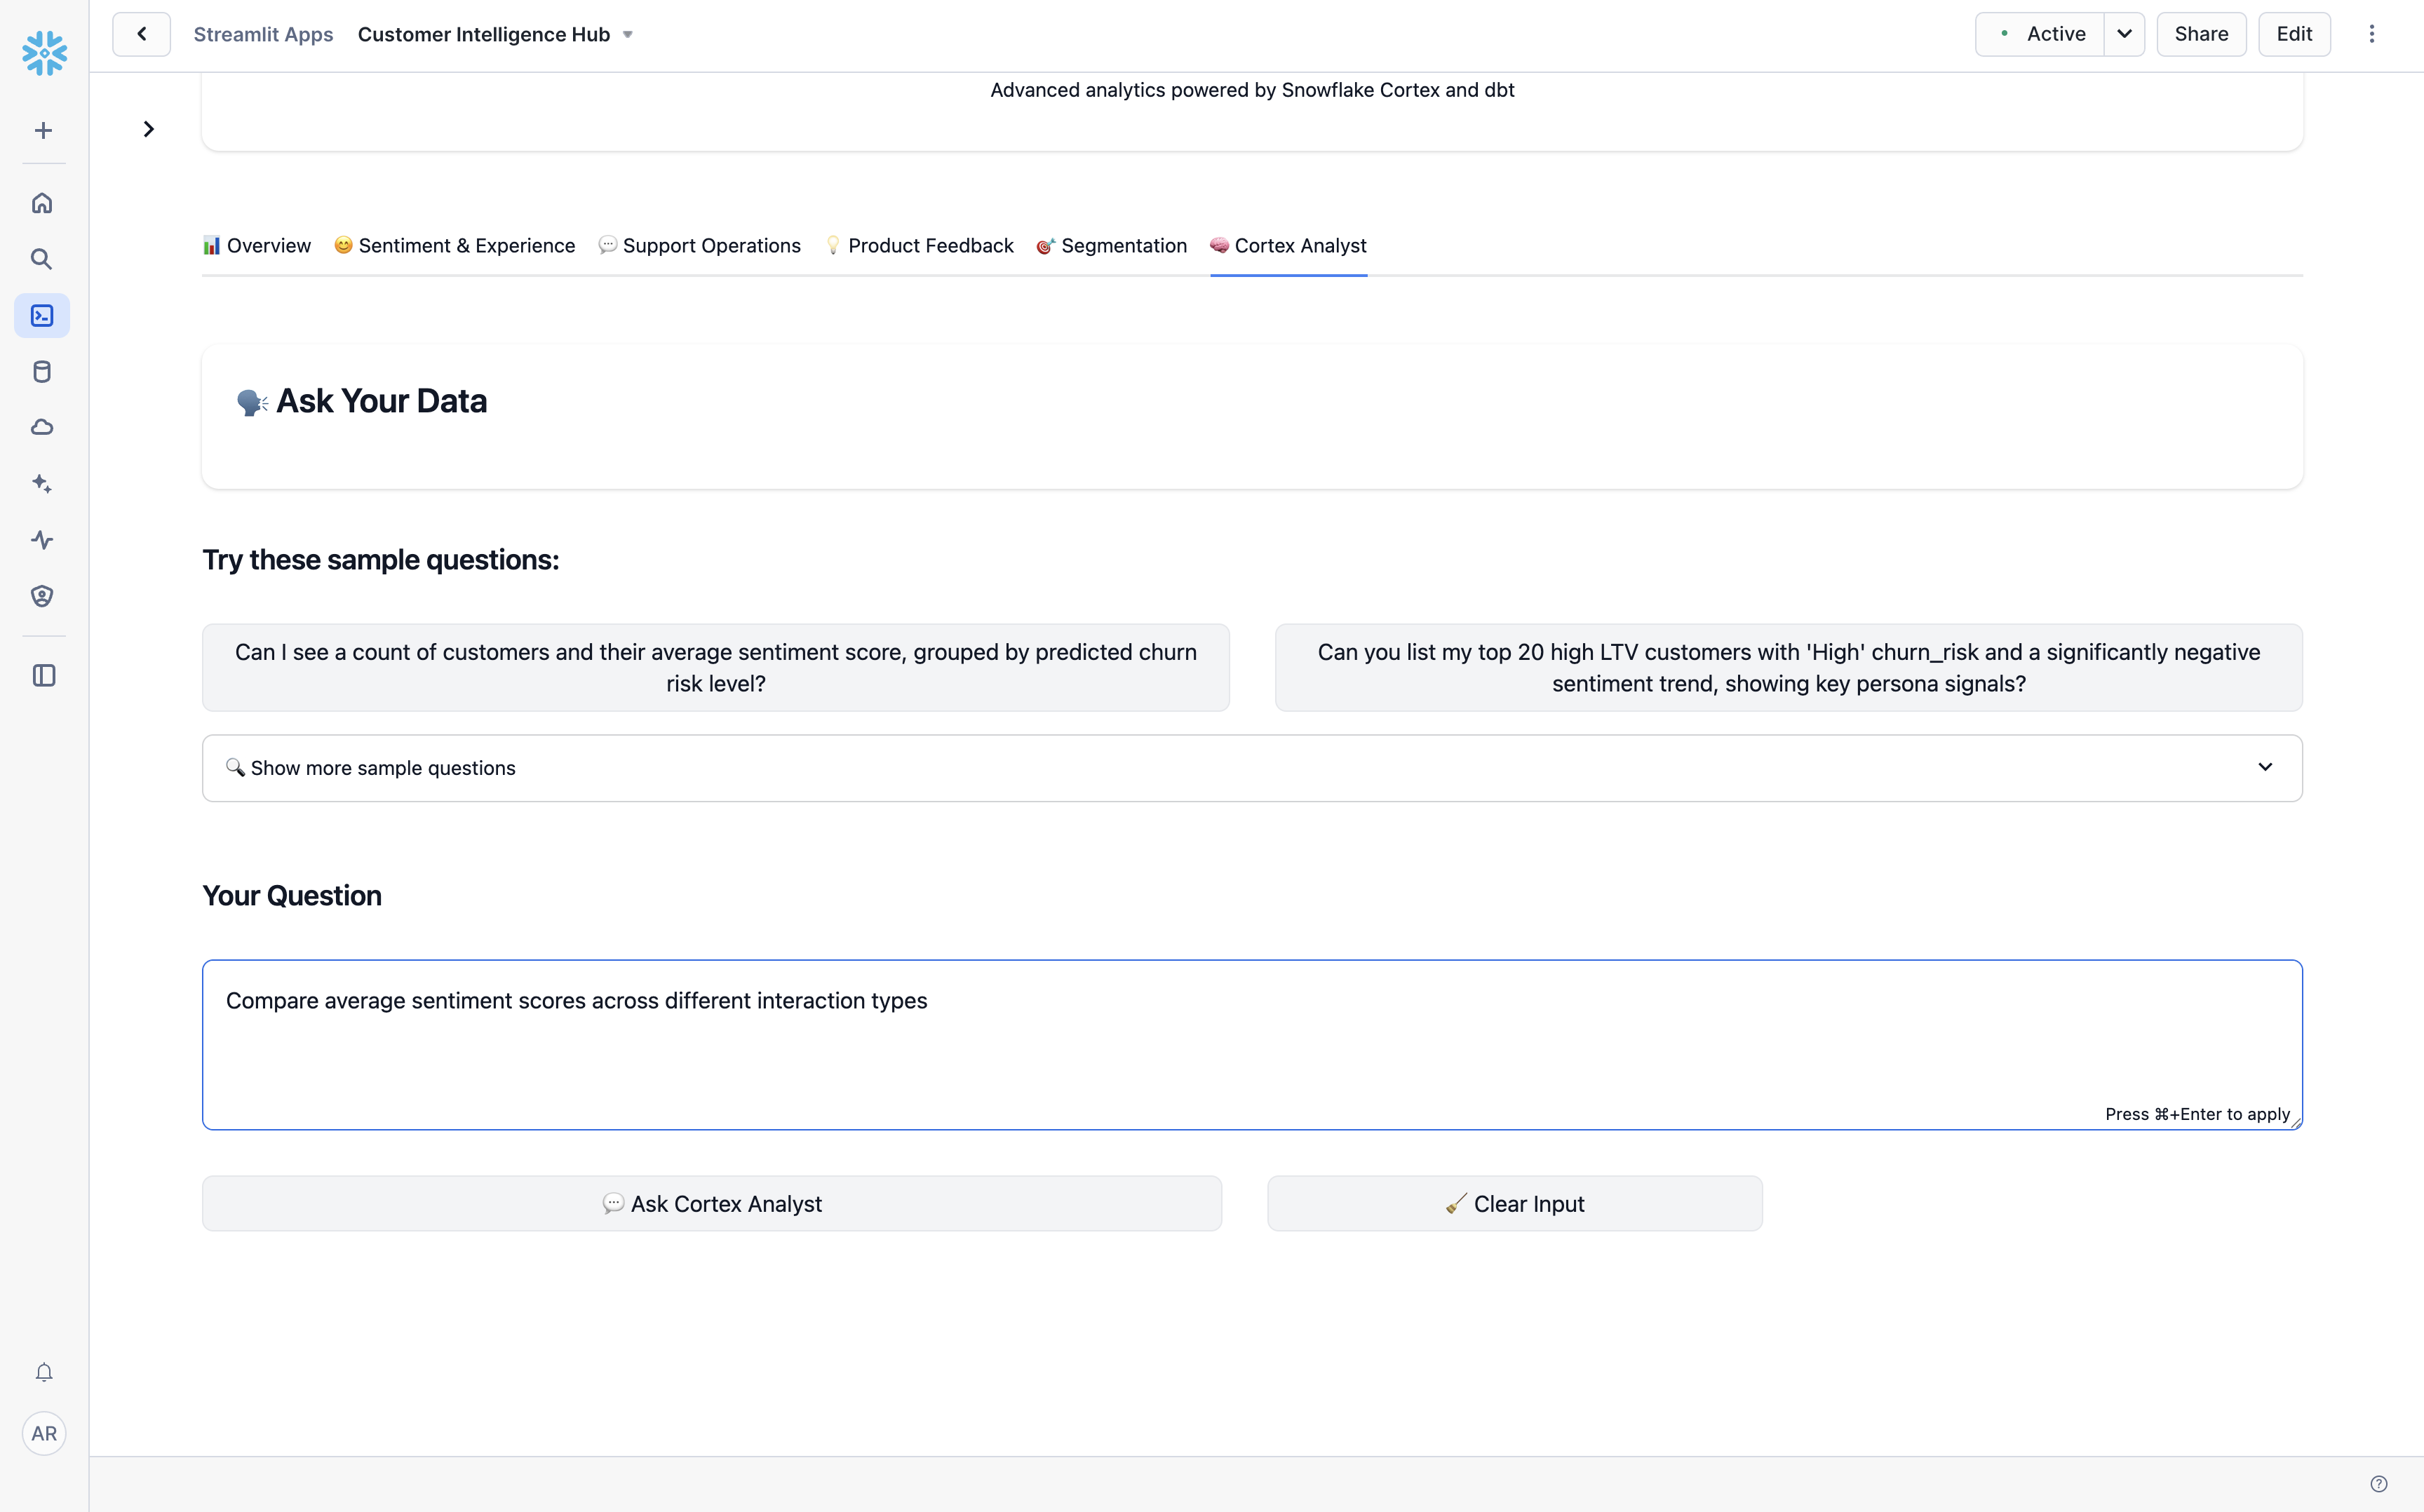 Streamlit Apps Customer Intelligence Hub Active Share Edit
Advanced analytics powered by Snowflake Cortex and dbt
📊 Overview 😊 Sentiment & Experience 💬 Support Operations 💡 Product Feedback 🎯 Segmentation 🧠 Cortex Analyst
🗣️ Ask Your Data
Try these sample questions:
Can I see a count of customers and their average sentiment score, grouped by predicted churn
risk level?
Can you list my top 20 high LTV customers with 'High' churn_risk and a significantly negative
sentiment trend, showing key persona signals?
🔍 Show more sample questions
Your Question
Compare average sentiment scores across different interaction types
Press ⌘+Enter to apply
💬 Ask Cortex Analyst
🧹 Clear Input
AR